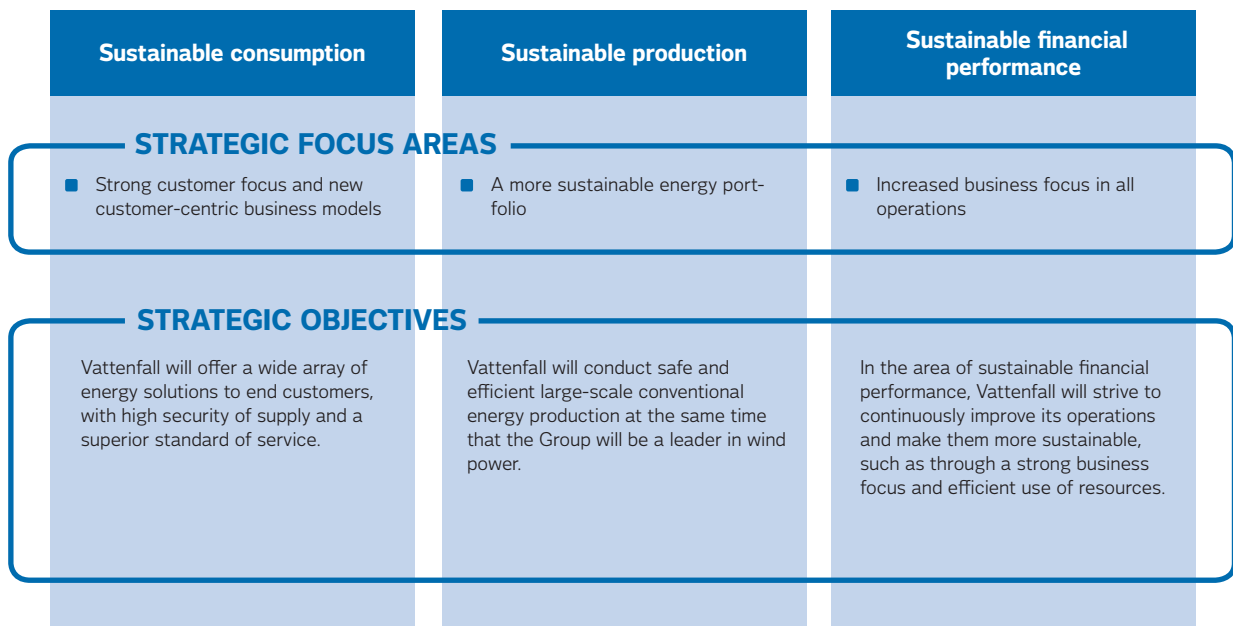 Sustainable consumption
Sustainable production
Sustainable financial
performance
STRATEGIC FOCUS AREAS
Strong customer focus and new
customer-centric business models
A more sustainable energy port-
folio
Increased business focus in all
operations
STRATEGIC OBJECTIVES
Vattenfall will offer a wide array of
energy solutions to end customers,
with high security of supply and a
superior standard of service.
Vattenfall will conduct safe and
efficient large-scale conventional
energy production at the same time
that the Group will be a leader in wind
power.
In the area of sustainable financial
performance, Vattenfall will strive to
continuously improve its operations
and make them more sustainable,
such as through a strong business
focus and efficient use of resources.